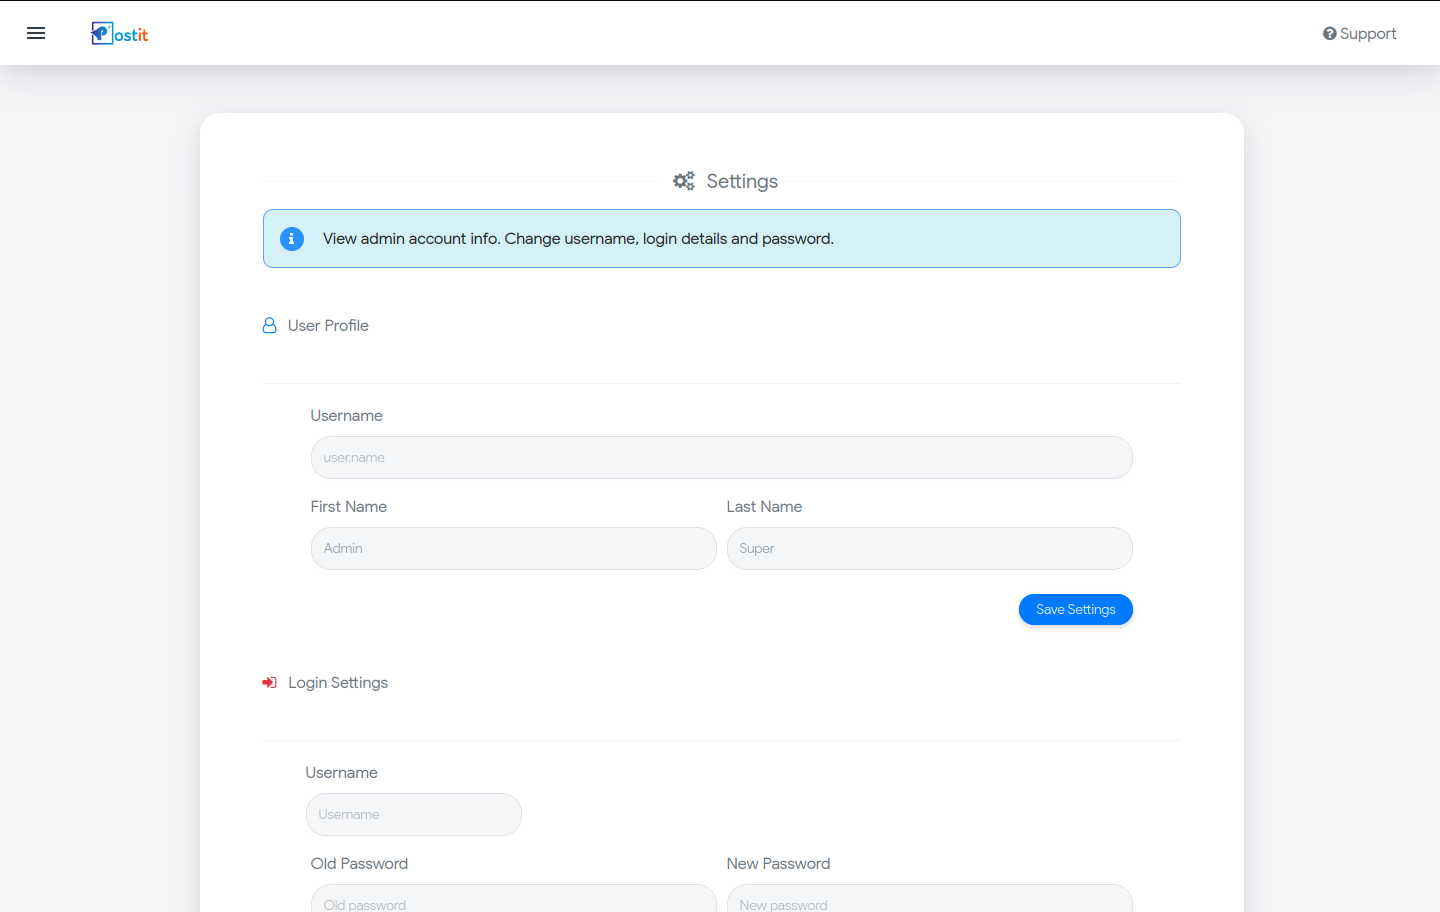 Postit
Support
Settings
View admin account info. Change username, login details and password.
User Profile
Username
user.name
First Name
Last Name
Admin
Super
Save Settings
Login Settings
Username
Username
Old Password
New Password
Old password
New password